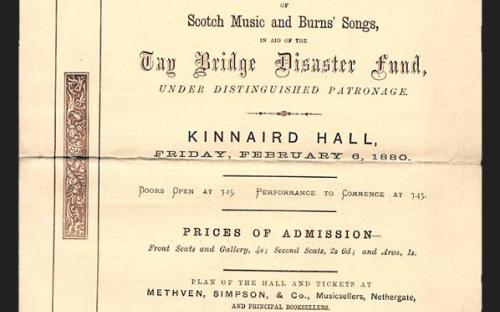 OF
Scotch Music and Burns' Songs,
IN AID OF THE
Tay Bridge Disaster Fund,
UNDER DISTINGUISHED PATRONAGE.
KINNAIRD HALL,
FRIDAY, FEBRUARY 6, 1880.
DOORS OPEN AT 7.15. PERFORMANCE TO COMMENCE AT 7.45.
PRICES OF ADMISSION—
Front Seats and Gallery, 4s; Second Seats, 2s 6d; and Area, 1s.
PLAN OF THE HALL AND TICKETS AT
METHVEN, SIMPSON, & Co., Musicsellers, Nethergate,
AND PRINCIPAL BOOKSELLERS.